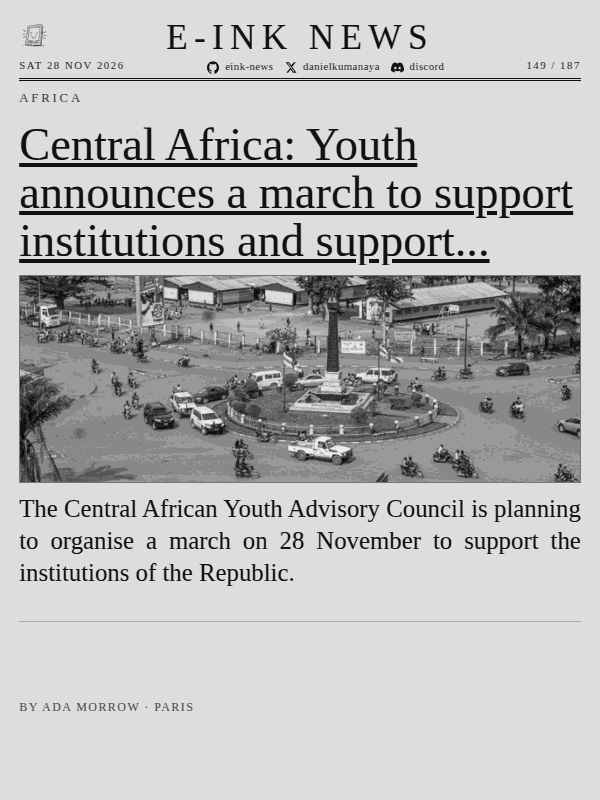 E-INK NEWS
SAT 28 NOV 2026
eink-news
danielkumanaya
discord
149 / 187
AFRICA
Central Africa: Youth
announces a march to support
institutions and support...
The Central African Youth Advisory Council is planning
to organise a march on 28 November to support the
institutions of the Republic.
BY ADA MORROW · PARIS